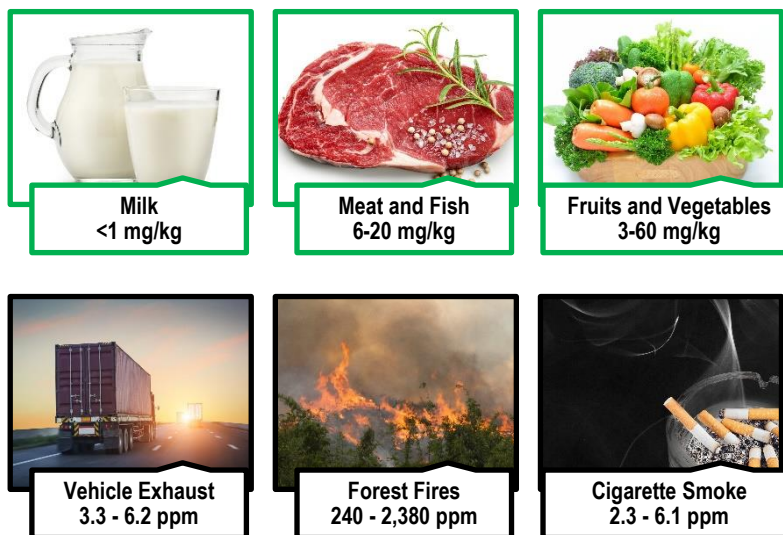 Milk
<1 mg/kg
Meat and Fish
6-20 mg/kg
Fruits and Vegetables
3-60 mg/kg
Vehicle Exhaust
3.3 - 6.2 ppm
Forest Fires
240 - 2,380 ppm
Cigarette Smoke
2.3 - 6.1 ppm